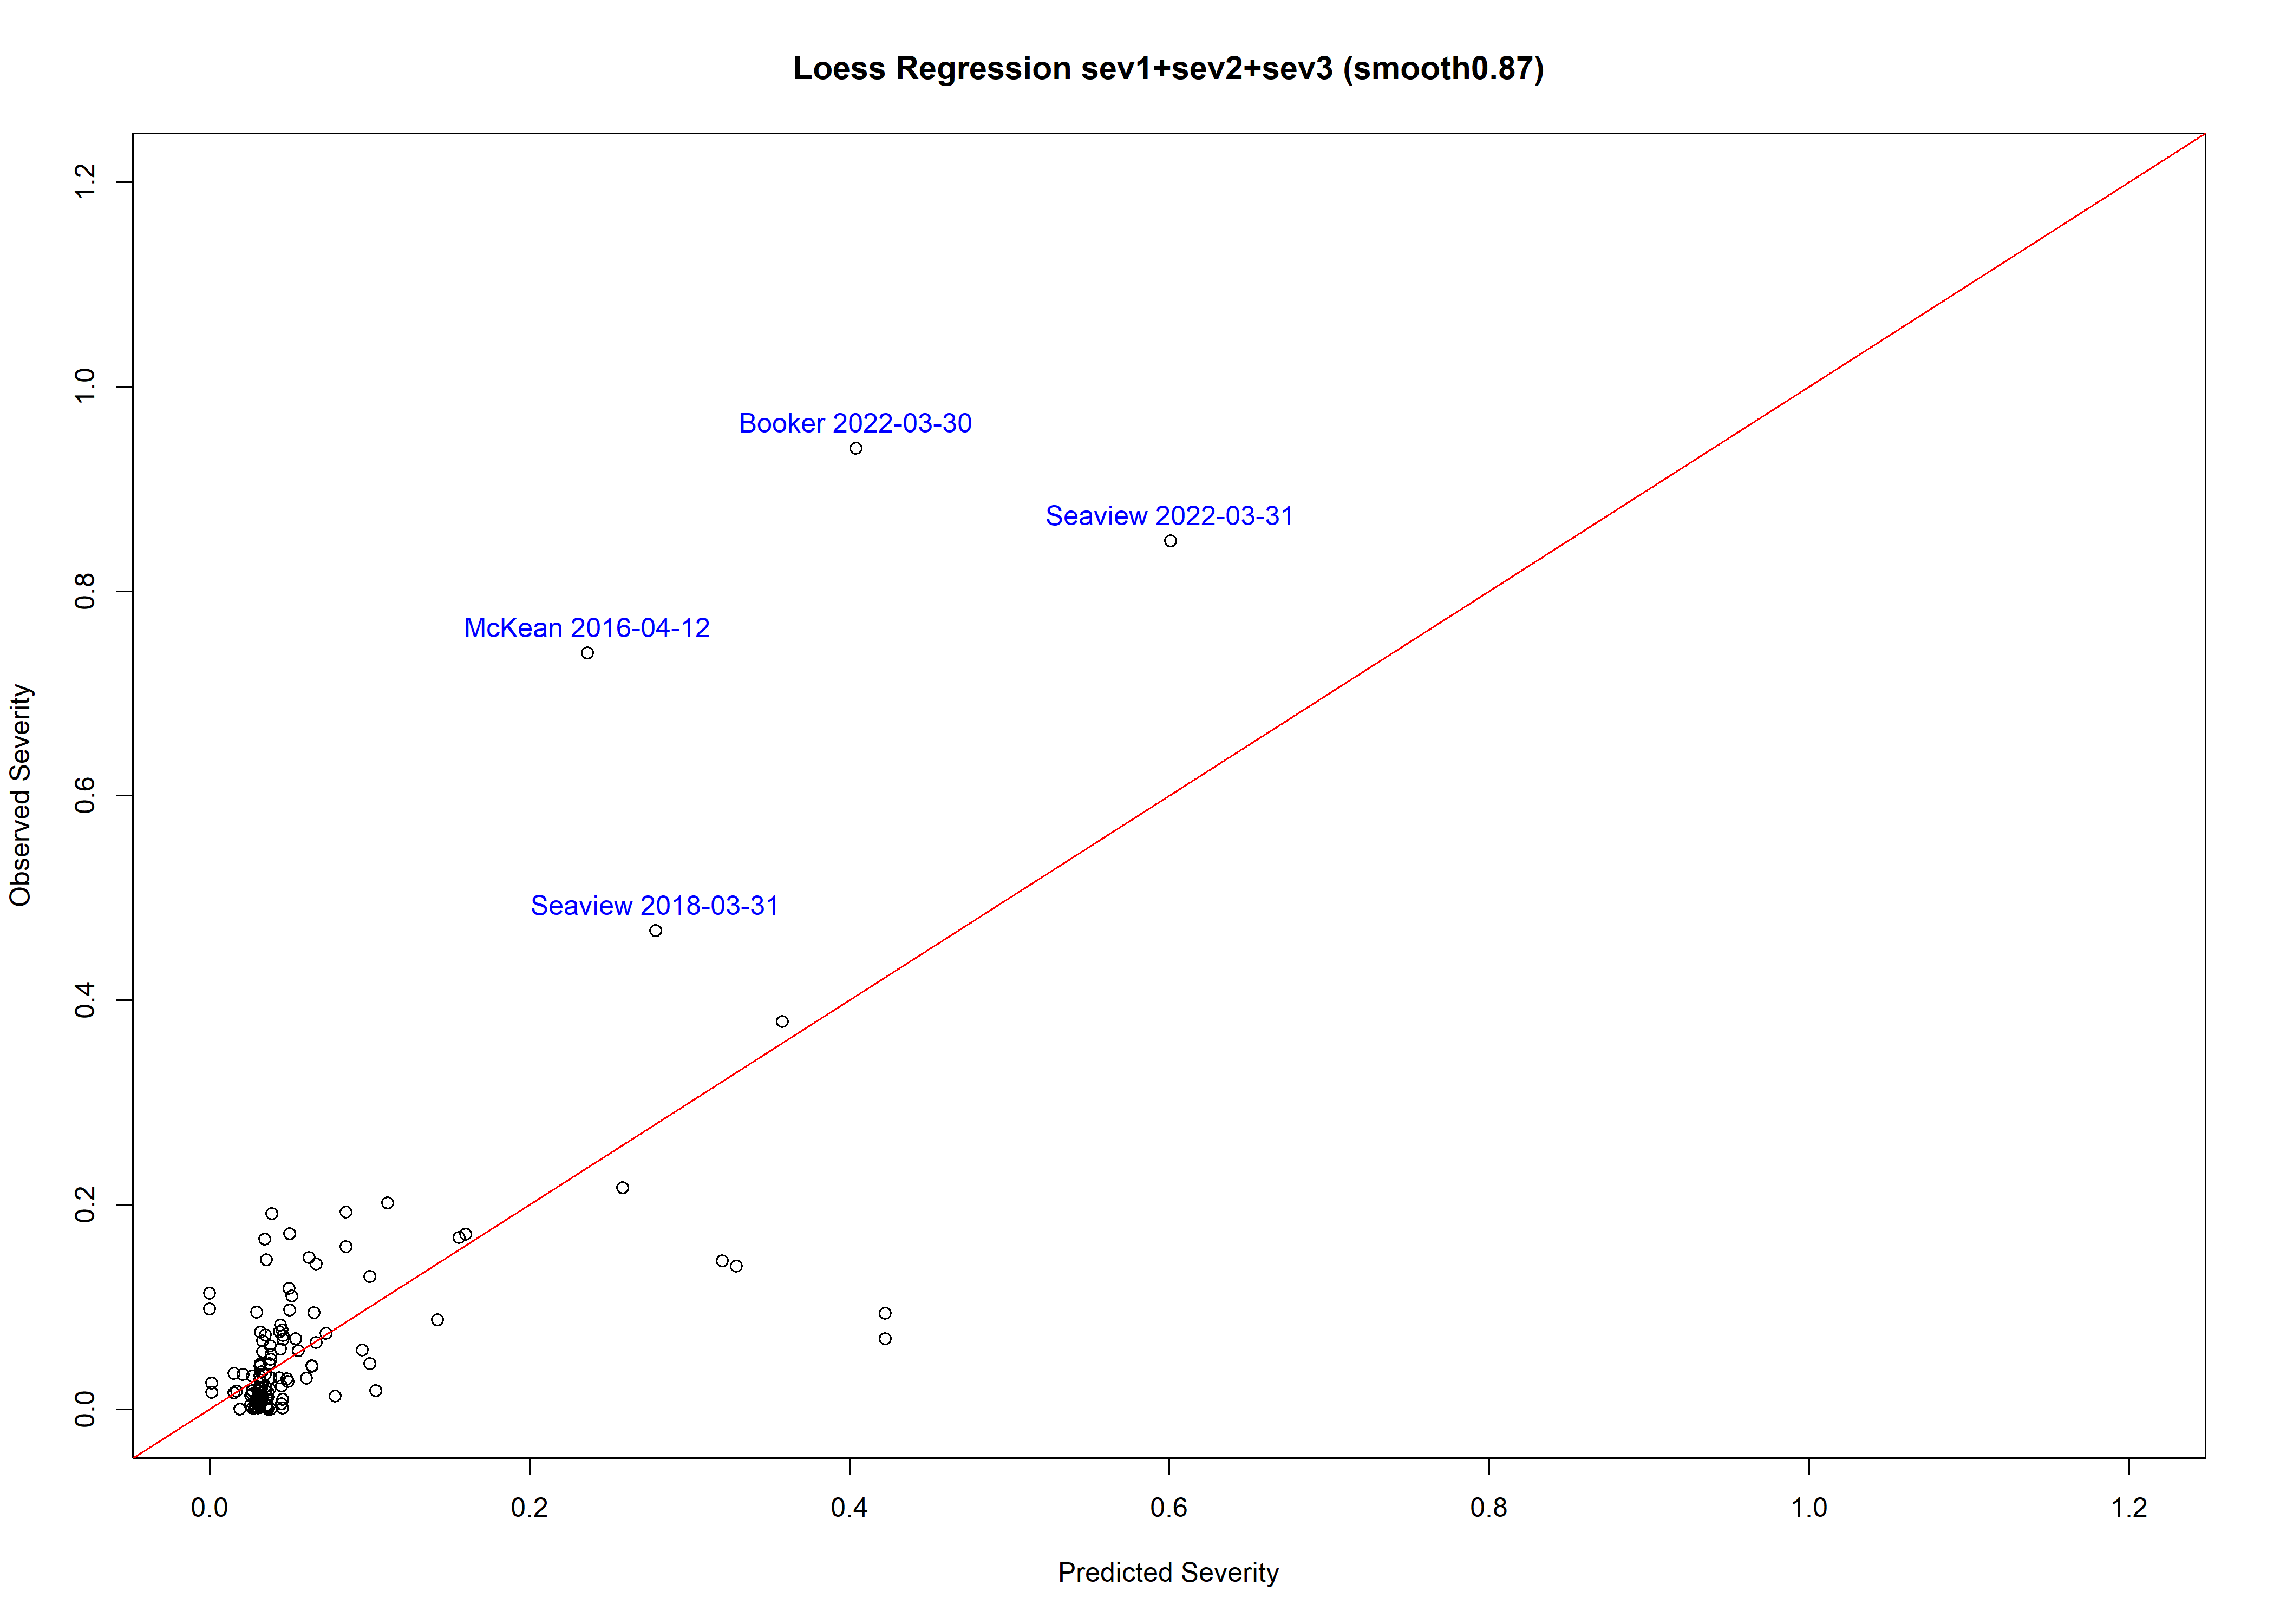 Loess Regression sev1+sev2+sev3 (smooth0.87)
1.2
1.0
0.8
0.6
0.4
0.2
0.0
Observed Severity
Booker 2022-03-30
Seaview 2022-03-31
McKean 2016-04-12
Seaview 2018-03-31
0.0 0.2 0.4 0.6 0.8 1.0 1.2
Predicted Severity